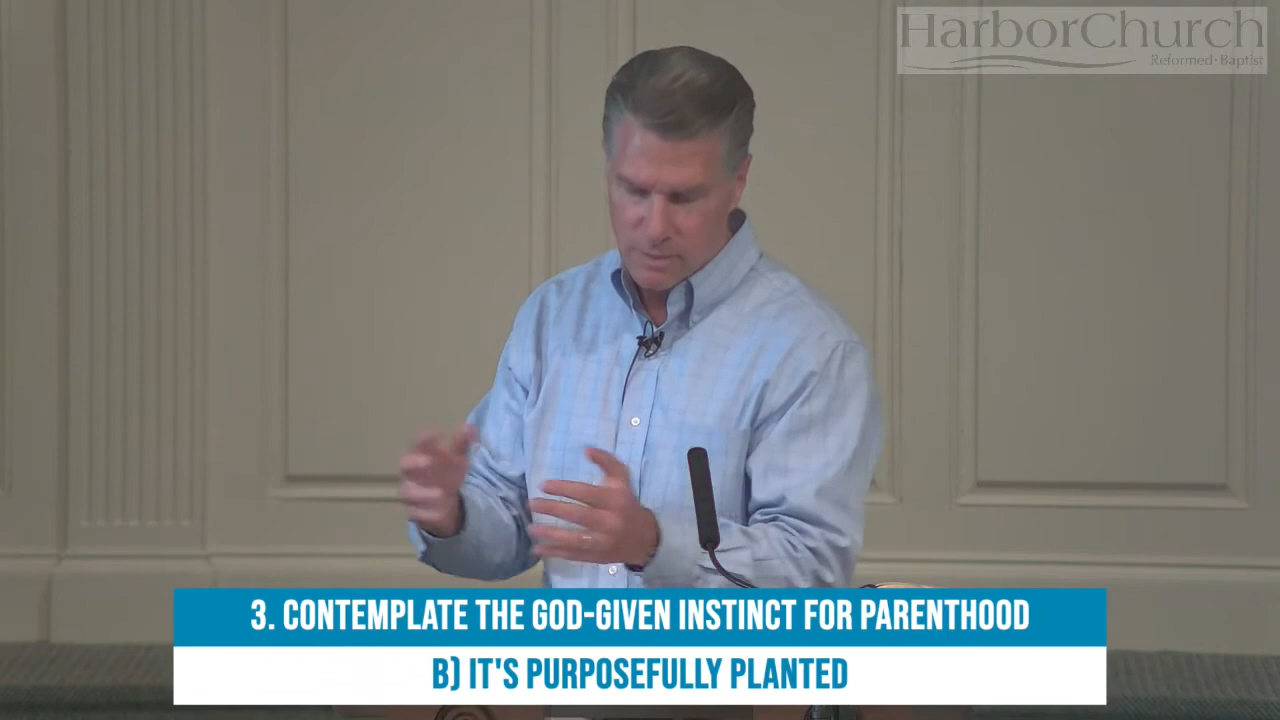 HarborChurch
Reformed·Baptist
3. CONTEMPLATE THE GOD-GIVEN INSTINCT FOR PARENTHOOD
B) IT'S PURPOSEFULLY PLANTED